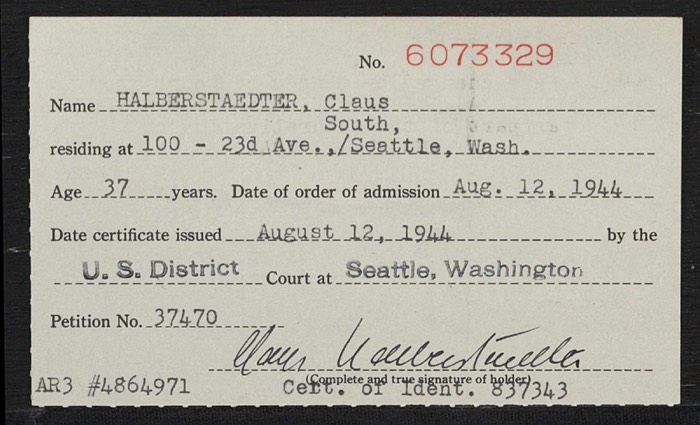 No. 6073329
Name HALBERSTAEDTER, Claus
South,
residing at 100 - 23d Ave.,/Seattle, Wash.
Age 37 years. Date of order of admission Aug. 12, 1944
Date certificate issued August 12, 1944 by the
U. S. District Court at Seattle, Washington
Petition No. 37470
Claus Halberstaedter
(Complete and true signature of holder)
AR3 #4864971 Cert. of Ident. 837343